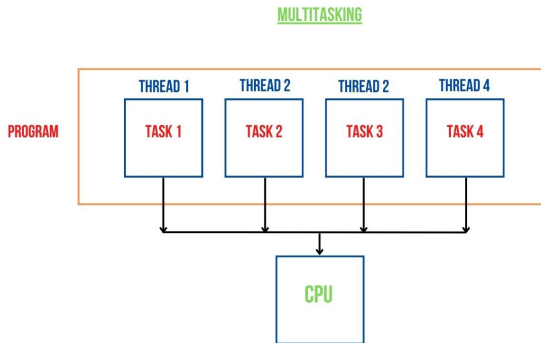 MULTITASKING
THREAD 1 THREAD 2 THREAD 2 THREAD 4
PROGRAM TASK 1 TASK 2 TASK 3 TASK 4
CPU